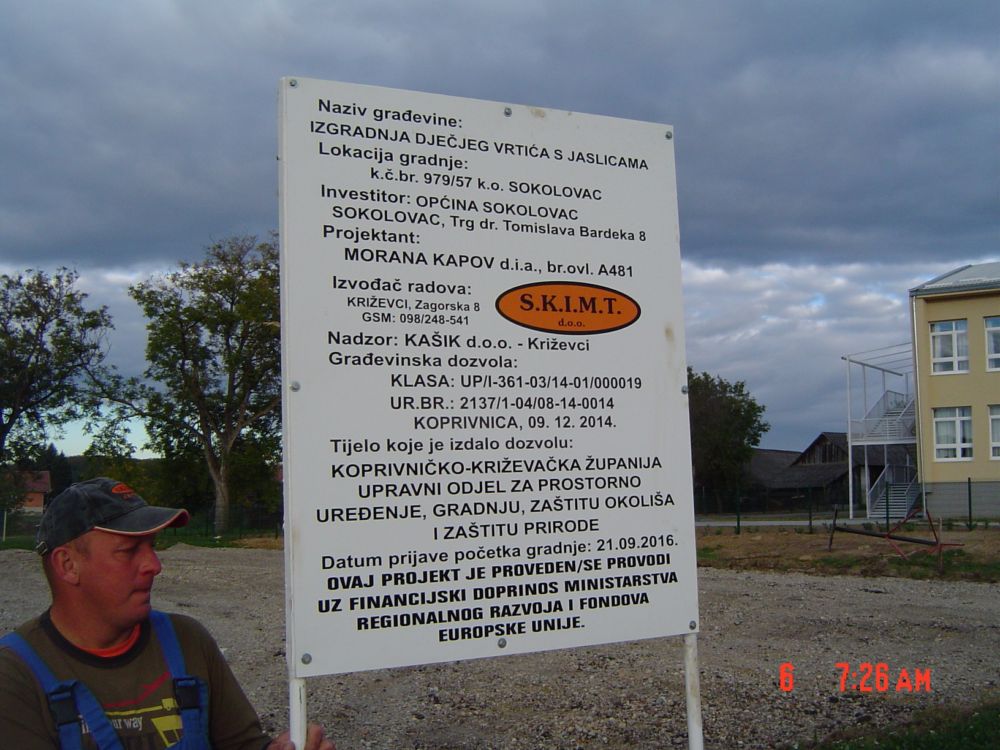 Naziv građevine:
IZGRADNJA DJEČJEG VRTIĆA S JASLICAMA
Lokacija gradnje:
k.č.br. 979/57 k.o. SOKOLOVAC
Investitor: OPĆINA SOKOLOVAC
SOKOLOVAC, Trg dr. Tomislava Bardeka 8
Projektant:
MORANA KAPOV d.i.a., br.ovl. A481
Izvođač radova:
KRIŽEVCI, Zagorska 8
GSM: 098/248-541
S.K.I.M.T.
d.o.o.
Nadzor: KAŠIK d.o.o. - Križevci
Građevinska dozvola:
KLASA: UP/I-361-03/14-01/000019
UR.BR.: 2137/1-04/08-14-0014
KOPRIVNICA, 09. 12. 2014.
Tijelo koje je izdalo dozvolu:
KOPRIVNIČKO-KRIŽEVAČKA ŽUPANIJA
UPRAVNI ODJEL ZA PROSTORNO
UREĐENJE, GRADNJU, ZAŠTITU OKOLIŠA
I ZAŠTITU PRIRODE
Datum prijave početka gradnje: 21.09.2016.
OVAJ PROJEKT JE PROVEDEN/SE PROVODI
UZ FINANCIJSKI DOPRINOS MINISTARSTVA
REGIONALNOG RAZVOJA I FONDOVA
EUROPSKE UNIJE.
way
6 7:26 AM